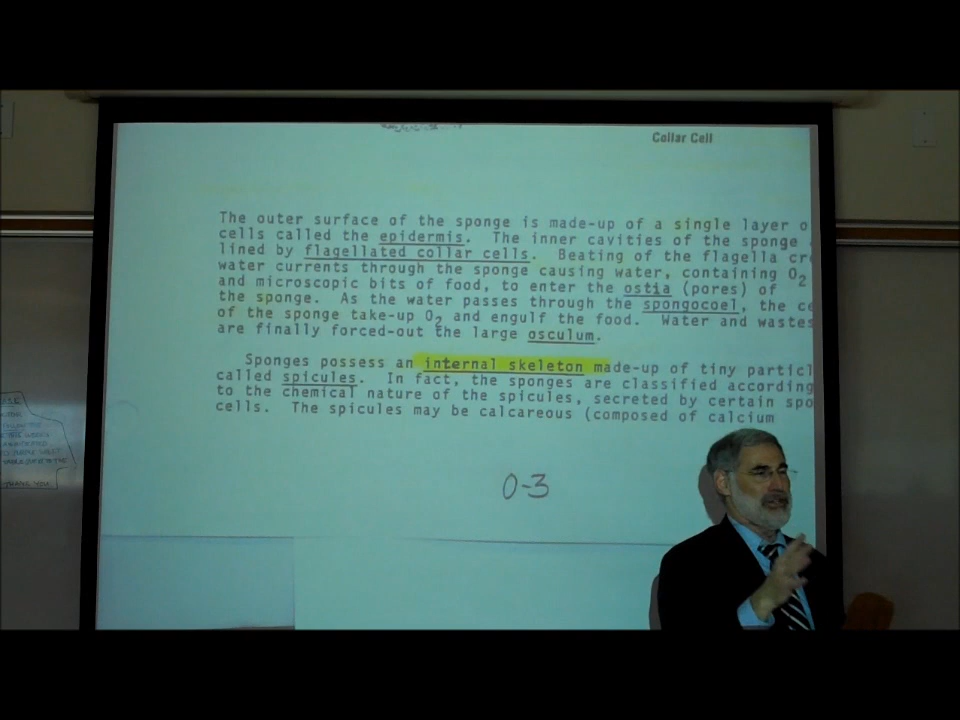 Collar Cell
The outer surface of the sponge is made-up of a single layer o
cells called the epidermis. The inner cavities of the sponge
lined by flagellated collar cells. Beating of the flagella cr
water currents through the sponge causing water, containing O2
and microscopic bits of food, to enter the ostia (pores) of
the sponge. As the water passes through the spongocoel, the ce
of the sponge take-up O2 and engulf the food. Water and wastes
are finally forced-out the large osculum.
Sponges possess an internal skeleton made-up of tiny particl
called spicules. In fact, the sponges are classified according
to the chemical nature of the spicules, secreted by certain spo
cells. The spicules may be calcareous (composed of calcium
0-3
THANK YOU